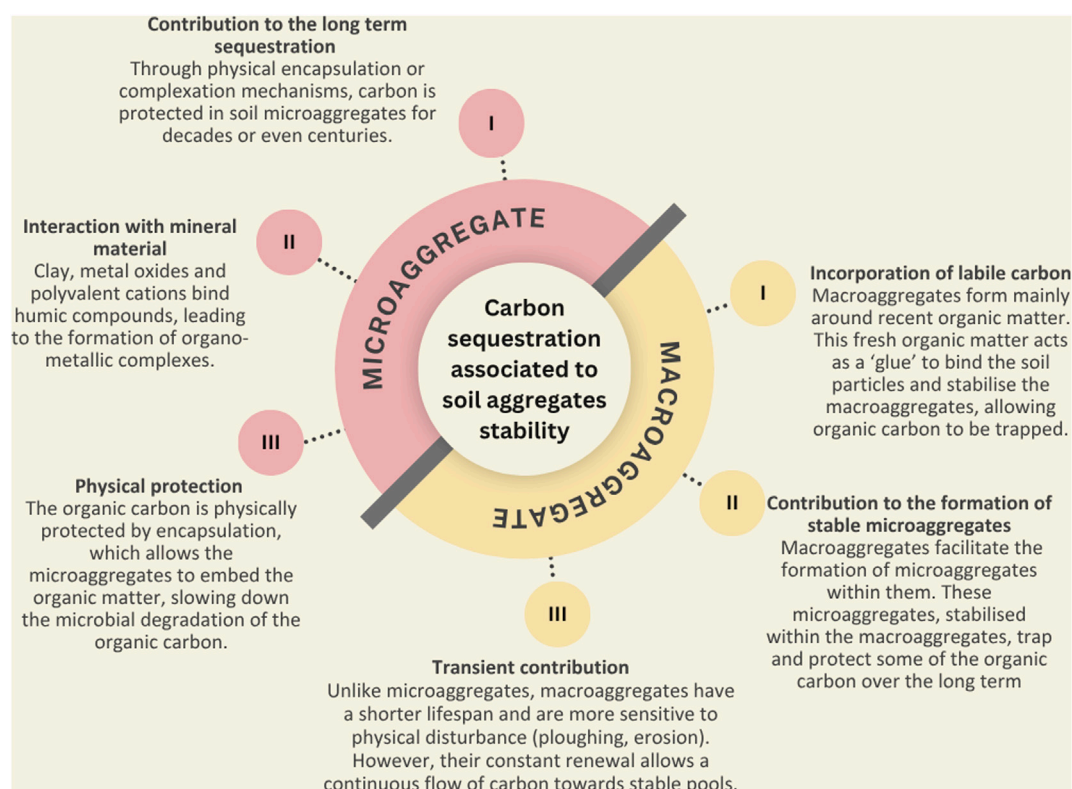 Contribution to the long term
sequestration
Through physical encapsulation or
complexation mechanisms, carbon is
protected in soil microaggregates for
decades or even centuries.
I
Interaction with mineral
material
Clay, metal oxides and
polyvalent cations bind
humic compounds, leading
to the formation of organo-
metallic complexes.
II
Physical protection
The organic carbon is physically
protected by encapsulation,
which allows the
microaggregates to embed the
organic matter, slowing down
the microbial degradation of the
organic carbon.
III
MICROAGGREGATE
Carbon
sequestration
associated to
soil aggregates
stability
MACROAGGREGATE
I
Incorporation of labile carbon
Macroaggregates form mainly
around recent organic matter.
This fresh organic matter acts
as a ‘glue’ to bind the soil
particles and stabilise the
macroaggregates, allowing
organic carbon to be trapped.
II
Contribution to the formation of
stable microaggregates
Macroaggregates facilitate the
formation of microaggregates
within them. These
microaggregates, stabilised
within the macroaggregates, trap
and protect some of the organic
carbon over the long term
III
Transient contribution
Unlike microaggregates, macroaggregates have
a shorter lifespan and are more sensitive to
physical disturbance (ploughing, erosion).
However, their constant renewal allows a
continuous flow of carbon towards stable pools.